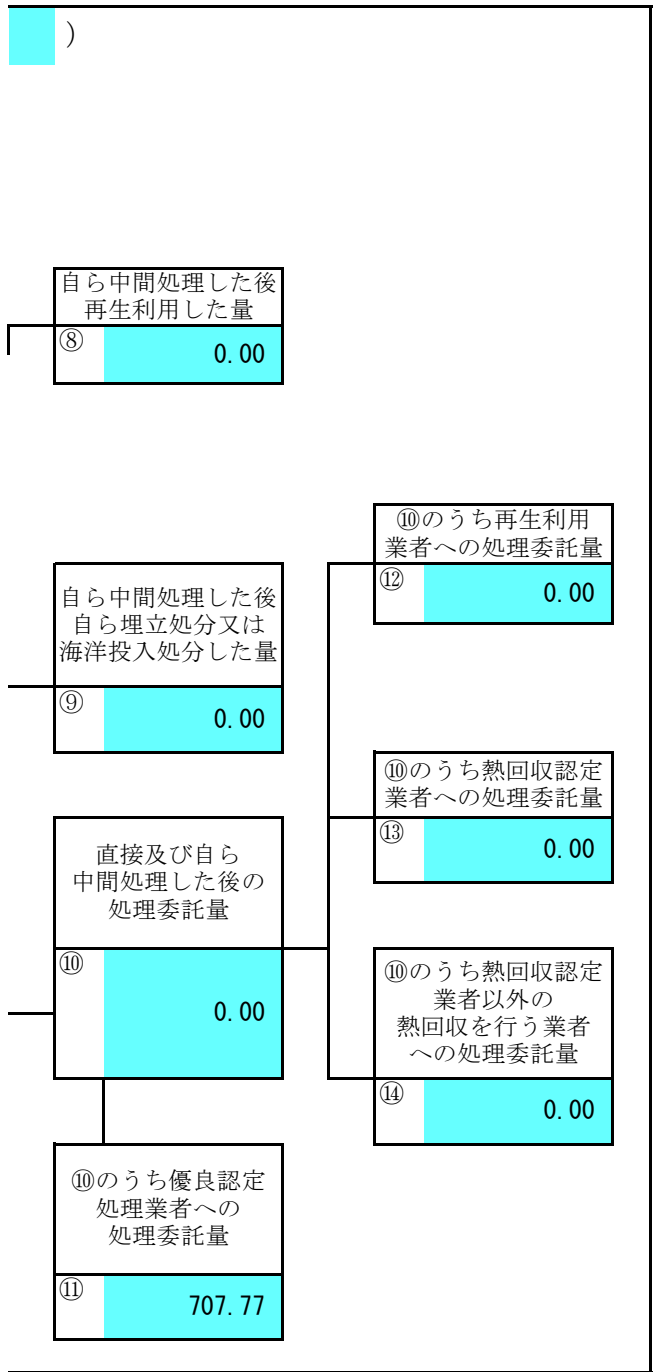 )
自ら中間処理した後
再生利用した量
⑧
0.00
⑩のうち再生利用
業者への処理委託量
⑫
0.00
自ら中間処理した後
自ら埋立処分又は
海洋投入処分した量
⑨
0.00
⑩のうち熱回収認定
業者への処理委託量
⑬
0.00
直接及び自ら
中間処理した後の
処理委託量
⑩
0.00
⑩のうち熱回収認定
業者以外の
熱回収を行う業者
への処理委託量
⑭
0.00
⑩のうち優良認定
処理業者への
処理委託量
⑪
707.77